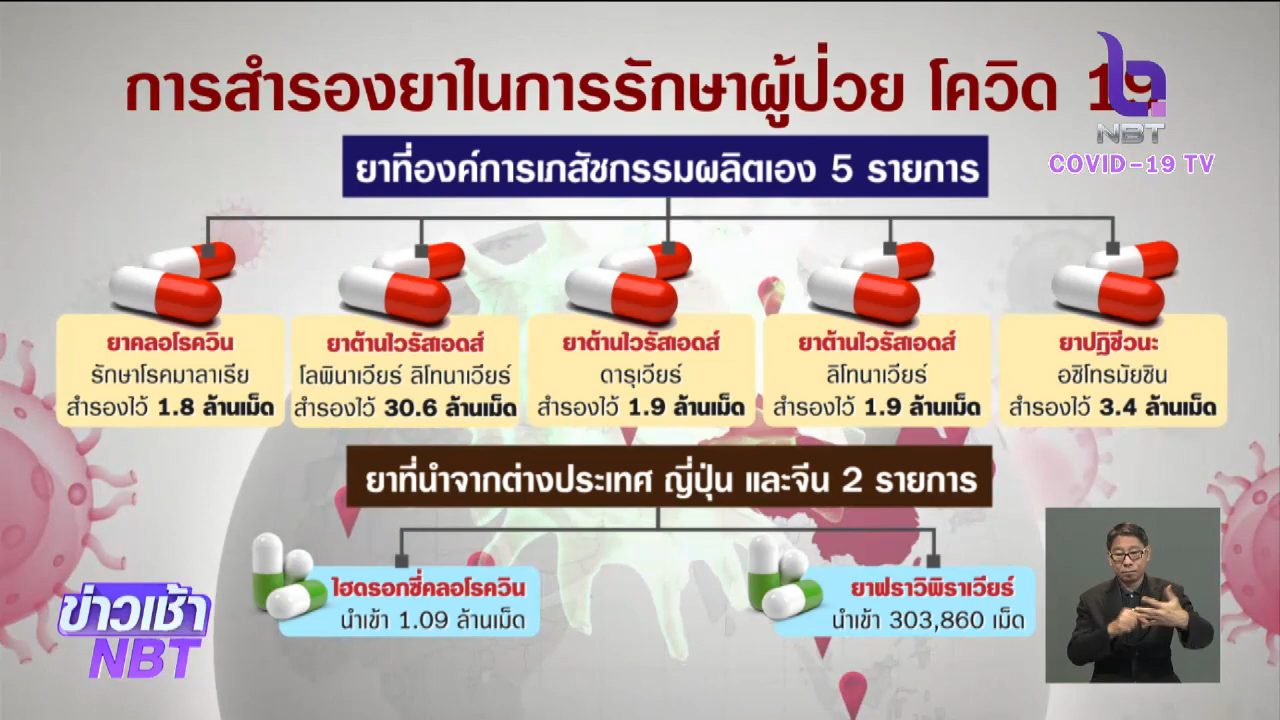 การสำรองยาในการรักษาผู้ป่วย โควิด 19
NBT
COVID-19 TV
ยาที่องค์การเภสัชกรรมผลิตเอง 5 รายการ
ยาคลอโรควิน
รักษาโรคมาลาเรีย
สำรองไว้ 1.8 ล้านเม็ด
ยาต้านไวรัสเอดส์
โลพินาเวียร์ ลิโทนาเวียร์
สำรองไว้ 30.6 ล้านเม็ด
ยาต้านไวรัสเอดส์
ดารุเวียร์
สำรองไว้ 1.9 ล้านเม็ด
ยาต้านไวรัสเอดส์
ลิโทนาเวียร์
สำรองไว้ 1.9 ล้านเม็ด
ยาปฏิชีวนะ
อซิโทรมัยซิน
สำรองไว้ 3.4 ล้านเม็ด
ยาที่นำจากต่างประเทศ ญี่ปุ่น และจีน 2 รายการ
ไฮดรอกซี่คลอโรควิน
นำเข้า 1.09 ล้านเม็ด
ยาฟราวิพิราเวียร์
นำเข้า 303,860 เม็ด
ข่าวเช้า
NBT